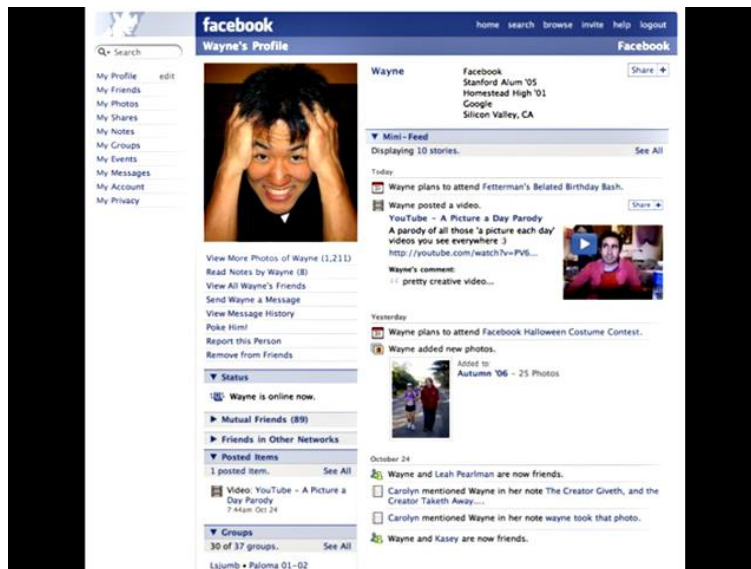 facebook
home search browse invite help logout
Search
Wayne's Profile
Facebook
My Profile edit
My Friends
My Photos
My Shares
My Notes
My Groups
My Events
My Messages
My Account
My Privacy
View More Photos of Wayne (1,211)
Read Notes by Wayne (8)
View All Wayne's Friends
Send Wayne a Message
View Message History
Poke Him!
Report this Person
Remove from Friends
Status
Wayne is online now.
Mutual Friends (89)
Friends in Other Networks
Posted Items
1 posted item. See All
Video: YouTube - A Picture a
Day Parody
7:44am Oct 24
Groups
30 of 37 groups. See All
Lsjumb • Paloma 01-02
Wayne
Facebook
Stanford Alum '05
Homestead High '01
Google
Silicon Valley, CA
Share +
Mini-Feed
Displaying 10 stories. See All
Today
Wayne plans to attend Fetterman's Belated Birthday Bash.
Wayne posted a video. Share +
YouTube - A Picture a Day Parody
A parody of all those 'a picture each day'
videos you see everywhere :)
http://youtube.com/watch?v=PV6...
Wayne's comment:
pretty creative video...
Yesterday
Wayne plans to attend Facebook Halloween Costume Contest.
Wayne added new photos.
Added to
Autumn '06 - 25 Photos
October 24
Wayne and Leah Pearlman are now friends.
Carolyn mentioned Wayne in her note The Creator Giveth, and the
Creator Taketh Away....
Carolyn mentioned Wayne in her note wayne took that photo.
Wayne and Kasey are now friends.